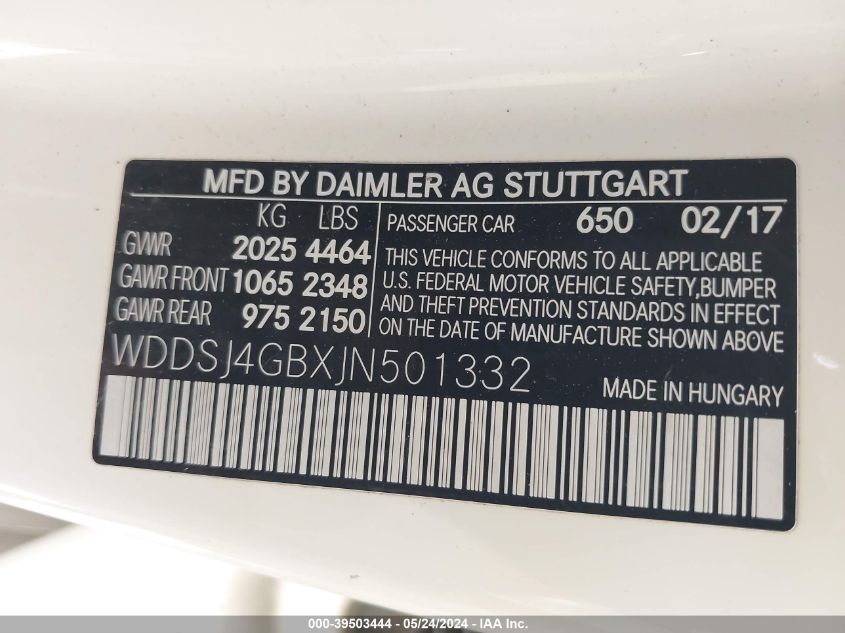 MFD BY DAIMLER AG STUTTGART
KG LBS
GVWR 2025 4464
GAWR FRONT 1065 2348
GAWR REAR 975 2150
PASSENGER CAR 650 02/17
THIS VEHICLE CONFORMS TO ALL APPLICABLE
U.S. FEDERAL MOTOR VEHICLE SAFETY,BUMPER
AND THEFT PREVENTION STANDARDS IN EFFECT
ON THE DATE OF MANUFACTURE SHOWN ABOVE
WDDSJ4GBXJN501332
MADE IN HUNGARY
000-39503444 - 05/24/2024 - IAA Inc.